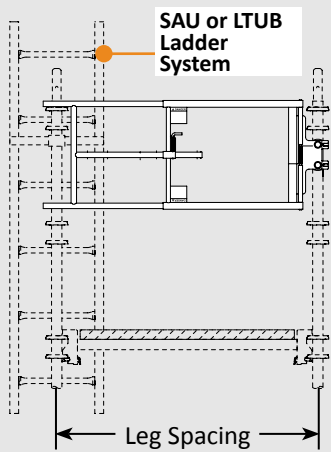 SAU or LTUB
Ladder
System
Leg Spacing